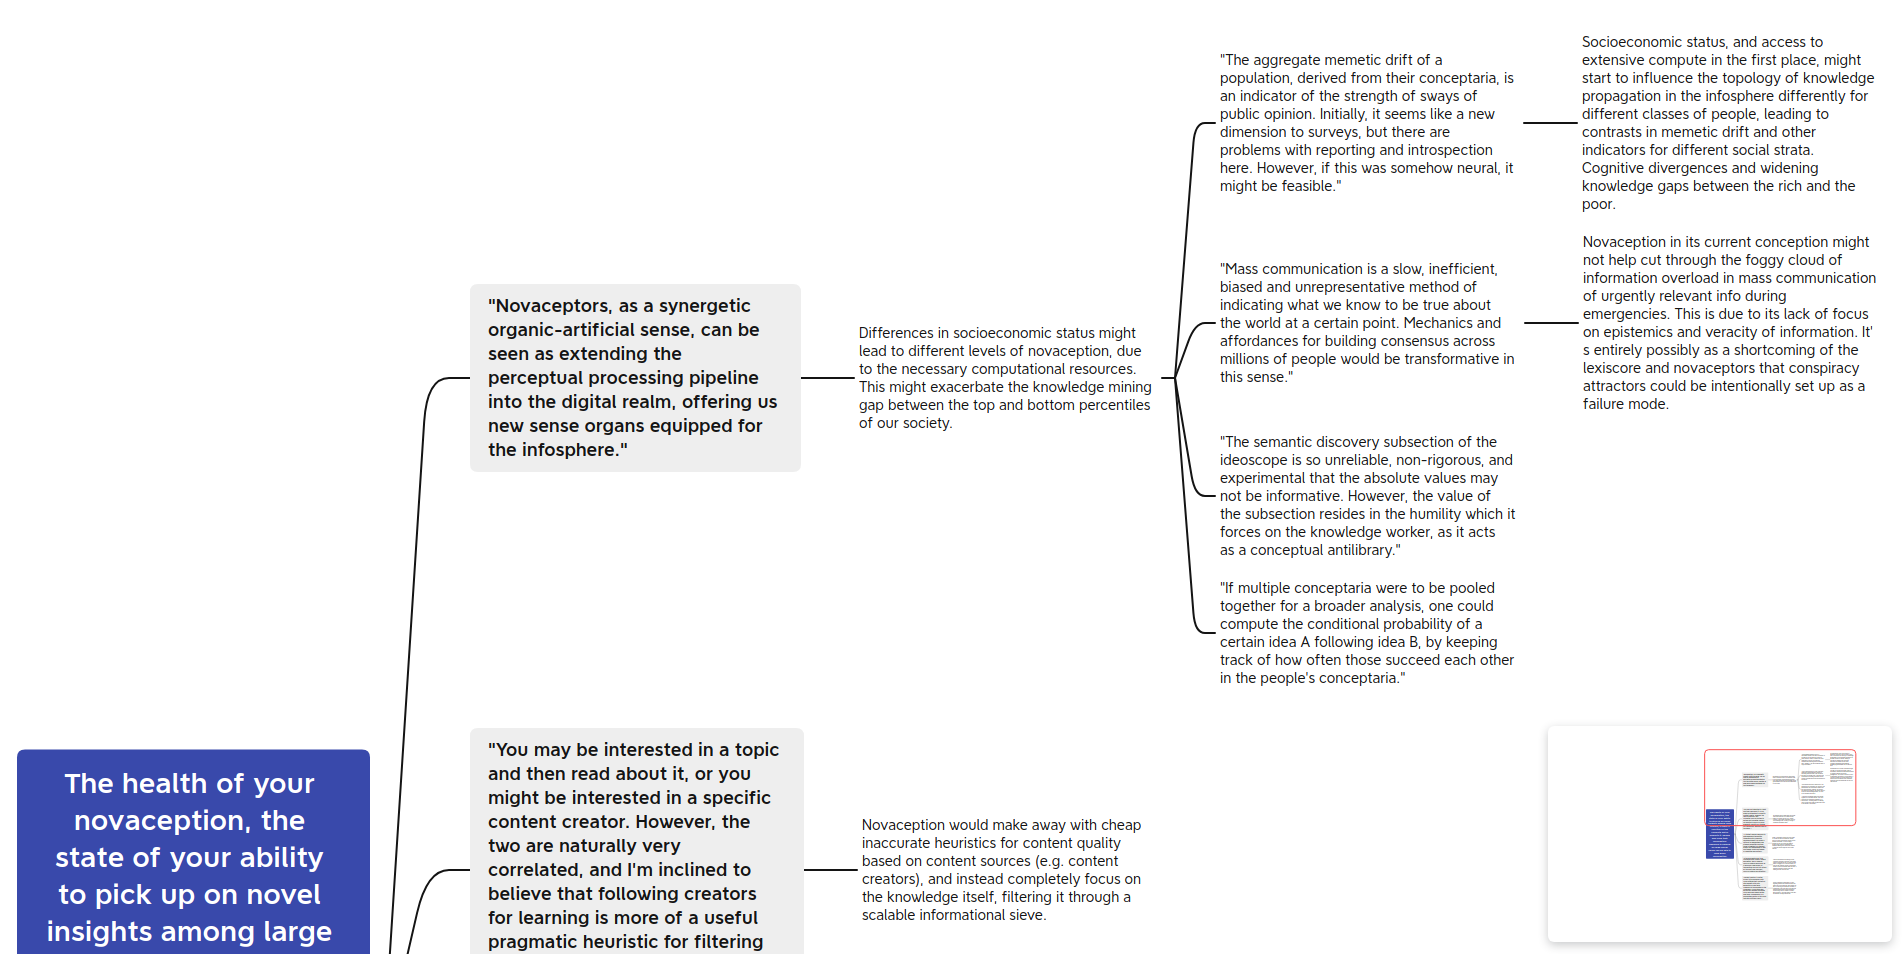 The health of your
novaception, the
state of your ability
to pick up on novel
insights among large
"Novaceptors, as a synergetic
organic-artificial sense, can be
seen as extending the
perceptual processing pipeline
into the digital realm, offering us
new sense organs equipped for
the infosphere."
Differences in socioeconomic status might
lead to different levels of novaception, due
to the necessary computational resources.
This might exacerbate the knowledge mining
gap between the top and bottom percentiles
of our society.
"The aggregate memetic drift of a
population, derived from their conceptaria, is
an indicator of the strength of sways of
public opinion. Initially, it seems like a new
dimension to surveys, but there are
problems with reporting and introspection
here. However, if this was somehow neural, it
might be feasible."
Socioeconomic status, and access to
extensive compute in the first place, might
start to influence the topology of knowledge
propagation in the infosphere differently for
different classes of people, leading to
contrasts in memetic drift and other
indicators for different social strata.
Cognitive divergences and widening
knowledge gaps between the rich and the
poor.
"Mass communication is a slow, inefficient,
biased and unrepresentative method of
indicating what we know to be true about
the world at a certain point. Mechanics and
affordances for building consensus across
millions of people would be transformative in
this sense."
Novaception in its current conception might
not help cut through the foggy cloud of
information overload in mass communication
of urgently relevant info during
emergencies. This is due to its lack of focus
on epistemics and veracity of information. It'
s entirely possibly as a shortcoming of the
lexiscore and novaceptors that conspiracy
attractors could be intentionally set up as a
failure mode.
"The semantic discovery subsection of the
ideoscope is so unreliable, non-rigorous, and
experimental that the absolute values may
not be informative. However, the value of
the subsection resides in the humility which it
forces on the knowledge worker, as it acts
as a conceptual antilibrary."
"If multiple conceptaria were to be pooled
together for a broader analysis, one could
compute the conditional probability of a
certain idea A following idea B, by keeping
track of how often those succeed each other
in the people's conceptaria."
"You may be interested in a topic
and then read about it, or you
might be interested in a specific
content creator. However, the
two are naturally very
correlated, and I'm inclined to
believe that following creators
for learning is more of a useful
pragmatic heuristic for filtering
Novaception would make away with cheap
inaccurate heuristics for content quality
based on content sources (e.g. content
creators), and instead completely focus on
the knowledge itself, filtering it through a
scalable informational sieve.